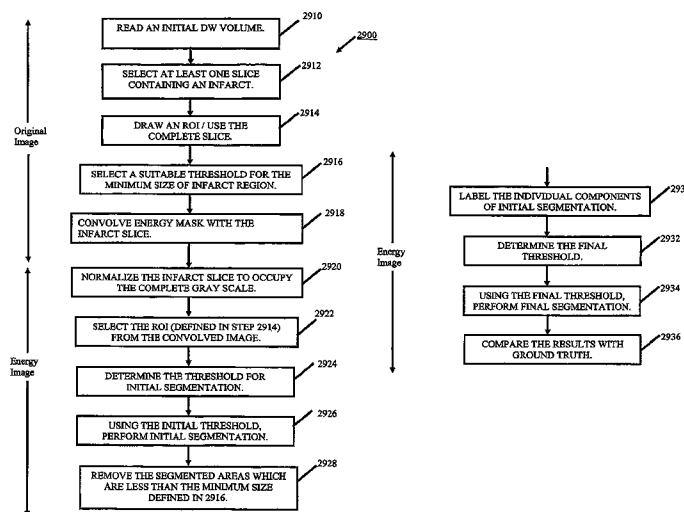 2910
READ AN INITIAL DW VOLUME.
2900
2912
SELECT AT LEAST ONE SLICE
CONTAINING AN INFARCT.
2914
DRAW AN ROI / USE THE
COMPLETE SLICE.
Original
Image
2916
SELECT A SUITABLE THRESHOLD FOR THE
MINIMUM SIZE OF INFARCT REGION.
2918
CONVOLVE ENERGY MASK WITH THE
INFARCT SLICE.
2920
NORMALIZE THE INFARCT SLICE TO OCCUPY
THE COMPLETE GRAY SCALE.
2922
SELECT THE ROI (DEFINED IN STEP 2914)
FROM THE CONVOLVED IMAGE.
Energy
Image
2924
DETERMINE THE THRESHOLD FOR
INITIAL SEGMENTATION.
2926
USING THE INITIAL THRESHOLD,
PERFORM INITIAL SEGMENTATION.
2928
REMOVE THE SEGMENTED AREAS WHICH
ARE LESS THAN THE MINIMUM SIZE
DEFINED IN 2916.
293
LABEL THE INDIVIDUAL COMPONENTS
OF INITIAL SEGMENTATION.
2932
DETERMINE THE FINAL
THRESHOLD.
Energy
Image
2934
USING THE FINAL THRESHOLD,
PERFORM FINAL SEGMENTATION.
2936
COMPARE THE RESULTS WITH
GROUND TRUTH.